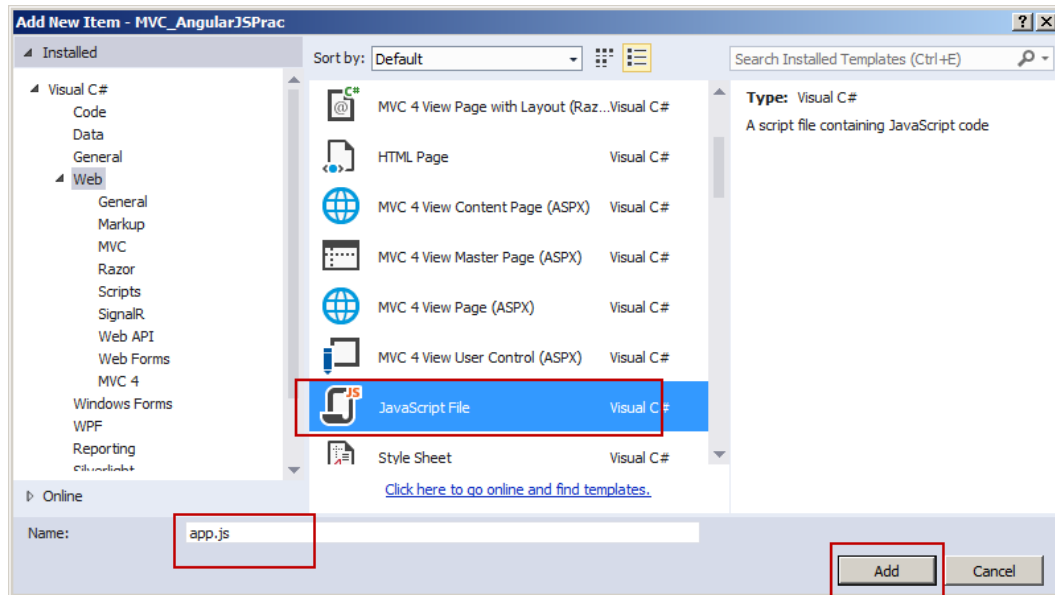 Add New Item - MVC_AngularJSPrac
? X
Installed
Sort by: Default
Search Installed Templates (Ctrl+E)
Visual C#
Code
Data
General
Web
General
Markup
MVC
Razor
Scripts
SignalR
Web API
Web Forms
MVC 4
Windows Forms
WPF
Reporting
Silverlight
Online
C#
@
MVC 4 View Page with Layout (Raz...Visual C#
HTML Page Visual C#
MVC 4 View Content Page (ASPX) Visual C#
MVC 4 View Master Page (ASPX) Visual C#
MVC 4 View Page (ASPX) Visual C#
MVC 4 View User Control (ASPX) Visual C#
JS
JavaScript File Visual C#
Style Sheet Visual C#
Click here to go online and find templates.
Type: Visual C#
A script file containing JavaScript code
Name: app.js
Add Cancel